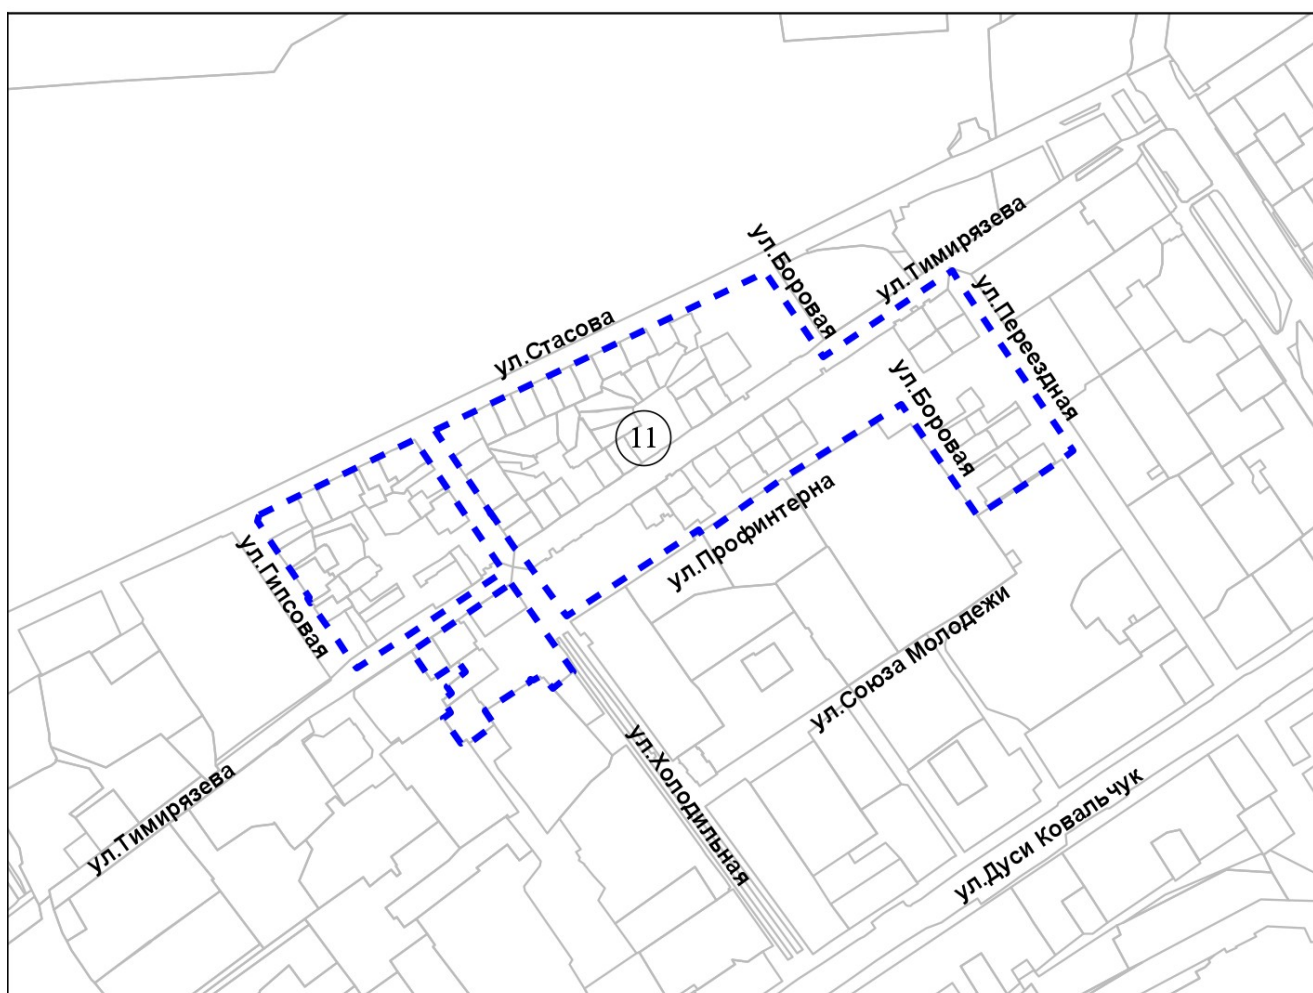 ул.Боровая
ул.Тимирязева
ул.Стасова
ул.Переездная
ул.Боровая
11
ул.Профинтерна
ул.Гипсовая
ул.Союза Молодежи
ул.Холодильная
ул.Тимирязева
ул.Дуси Ковальчук